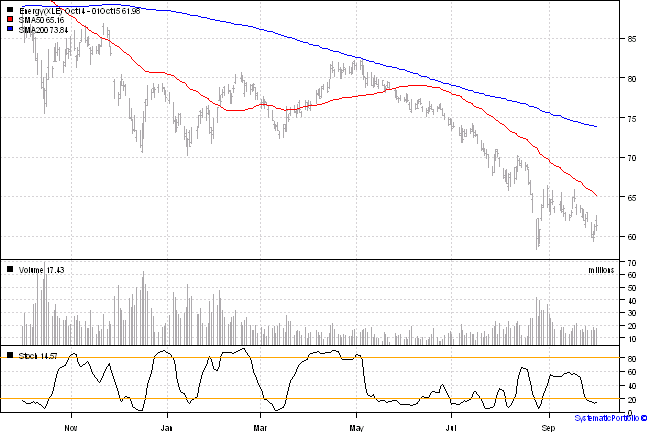 Energy(XLE) Oct14 - 01Oct15 61.98
SMA50 65.16
SMA200 73.84
85
80
75
70
65
60
Volume 17.43
millions
70
60
50
40
30
20
10
Stoch 14.57
80
60
40
20
0
Nov Jan Mar May Jul Sep
SystematicPortfolio ©